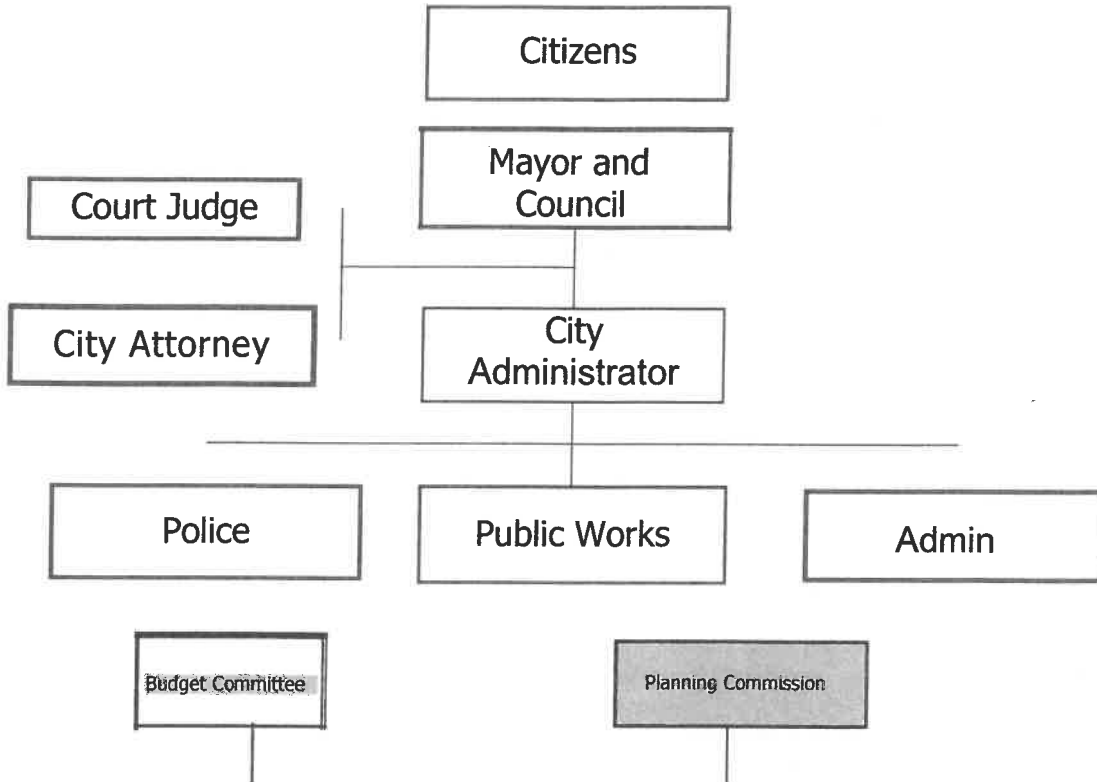 Citizens
Mayor and
Council
Court Judge
City Attorney
City
Administrator
Police
Public Works
Admin
Budget Committee
Planning Commission